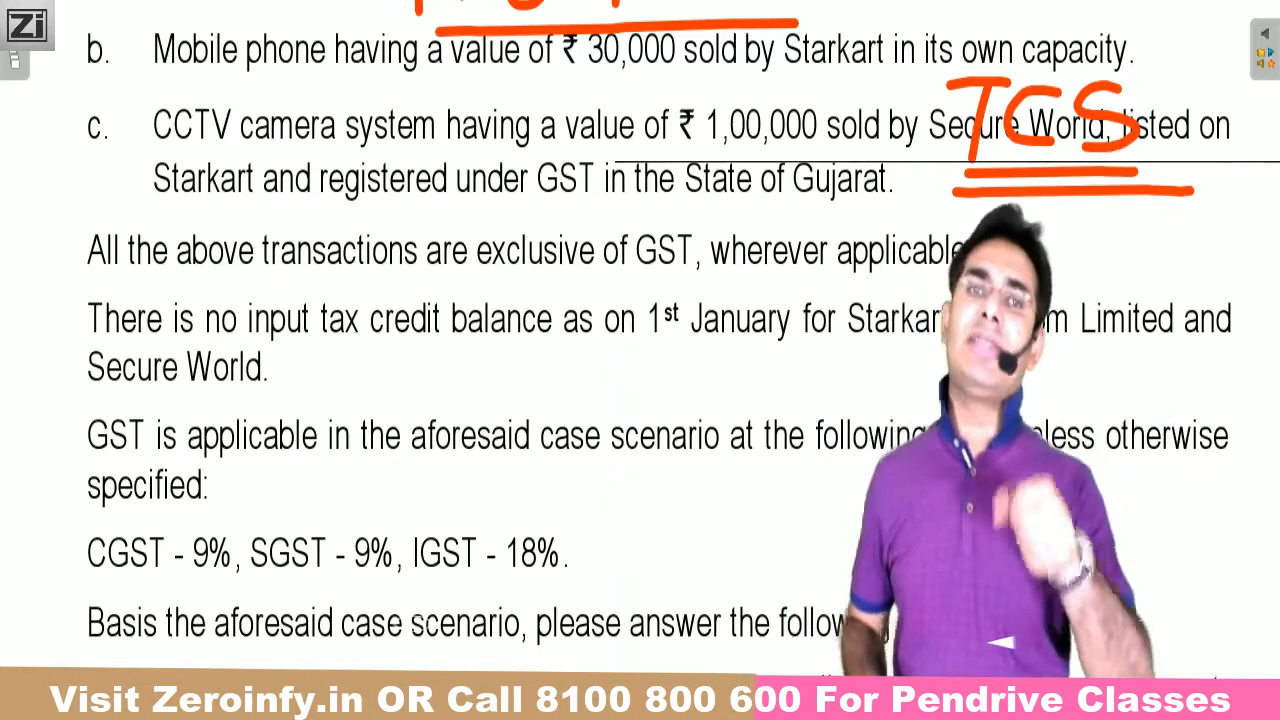 Zi
b. Mobile phone having a value of ₹ 30,000 sold by Starkart in its own capacity.
TCS
c. CCTV camera system having a value of ₹ 1,00,000 sold by Secure World, listed on
Starkart and registered under GST in the State of Gujarat.
All the above transactions are exclusive of GST, wherever applicable
There is no input tax credit balance as on 1st January for Limited and
Secure World.
GST is applicable in the aforesaid case scenario at the following otherwise
specified:
CGST - 9%, SGST - 9%, IGST - 18%.
Basis the aforesaid case scenario, please answer the
Visit Zeroinfy.in OR Call 8100 800 600 For Pendrive Classes